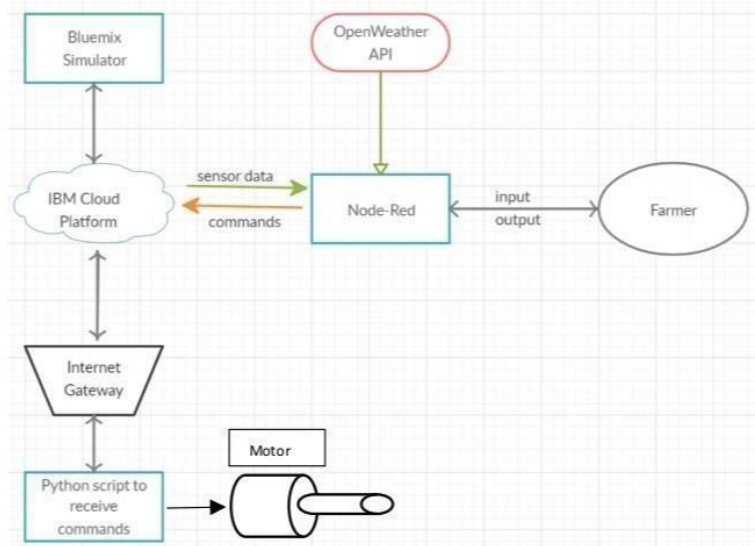 Bluemix
Simulator
OpenWeather
API
IBM Cloud
Platform
sensor data
commands
Node-Red
input
output
Farmer
Internet
Gateway
Motor
Python script to
receive
commands